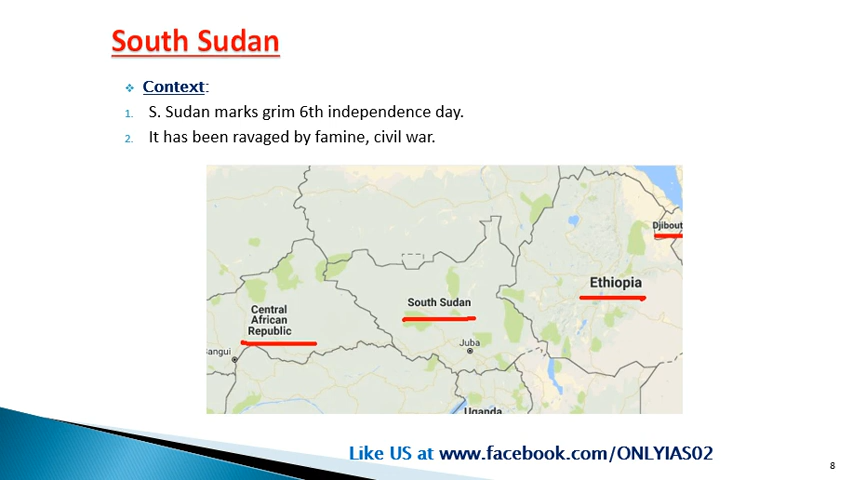 South Sudan
❖ Context:
1. S. Sudan marks grim 6th independence day.
2. It has been ravaged by famine, civil war.
Djibout
Ethiopia
South Sudan
Central
African
Republic
Juba
angui
Uganda
Like US at www.facebook.com/ONLYIAS02
8